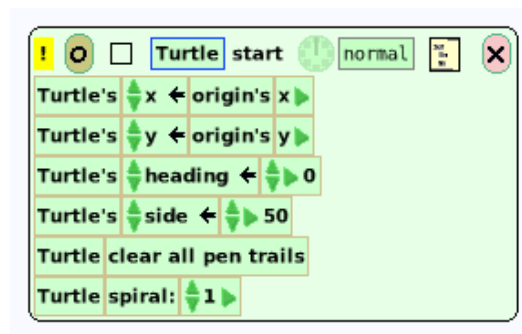 ! Turtle start normal
Turtle's x ← origin's x
Turtle's y ← origin's y
Turtle's heading ← 0
Turtle's side ← 50
Turtle clear all pen trails
Turtle spiral: 1